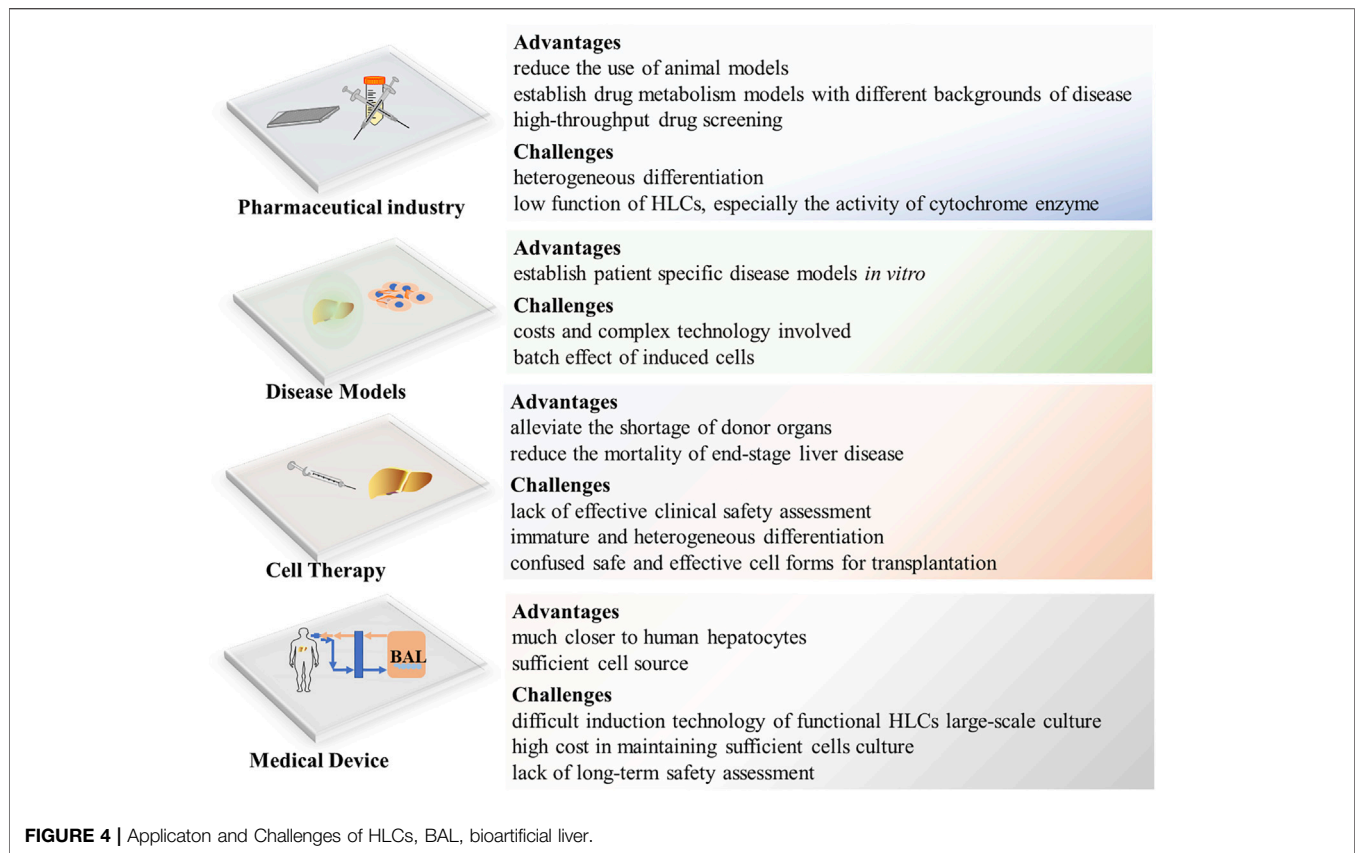 Advantages
reduce the use of animal models
establish drug metabolism models with different backgrounds of disease
high-throughput drug screening
Challenges
heterogeneous differentiation
low function of HLCs, especially the activity of cytochrome enzyme
Pharmaceutical industry
Advantages
establish patient specific disease models in vitro
Challenges
costs and complex technology involved
batch effect of induced cells
Disease Models
Advantages
alleviate the shortage of donor organs
reduce the mortality of end-stage liver disease
Challenges
lack of effective clinical safety assessment
immature and heterogeneous differentiation
confused safe and effective cell forms for transplantation
Cell Therapy
Advantages
much closer to human hepatocytes
sufficient cell source
Challenges
difficult induction technology of functional HLCs large-scale culture
high cost in maintaining sufficient cells culture
lack of long-term safety assessment
BAL
Medical Device
FIGURE 4 | Applicaton and Challenges of HLCs, BAL, bioartificial liver.